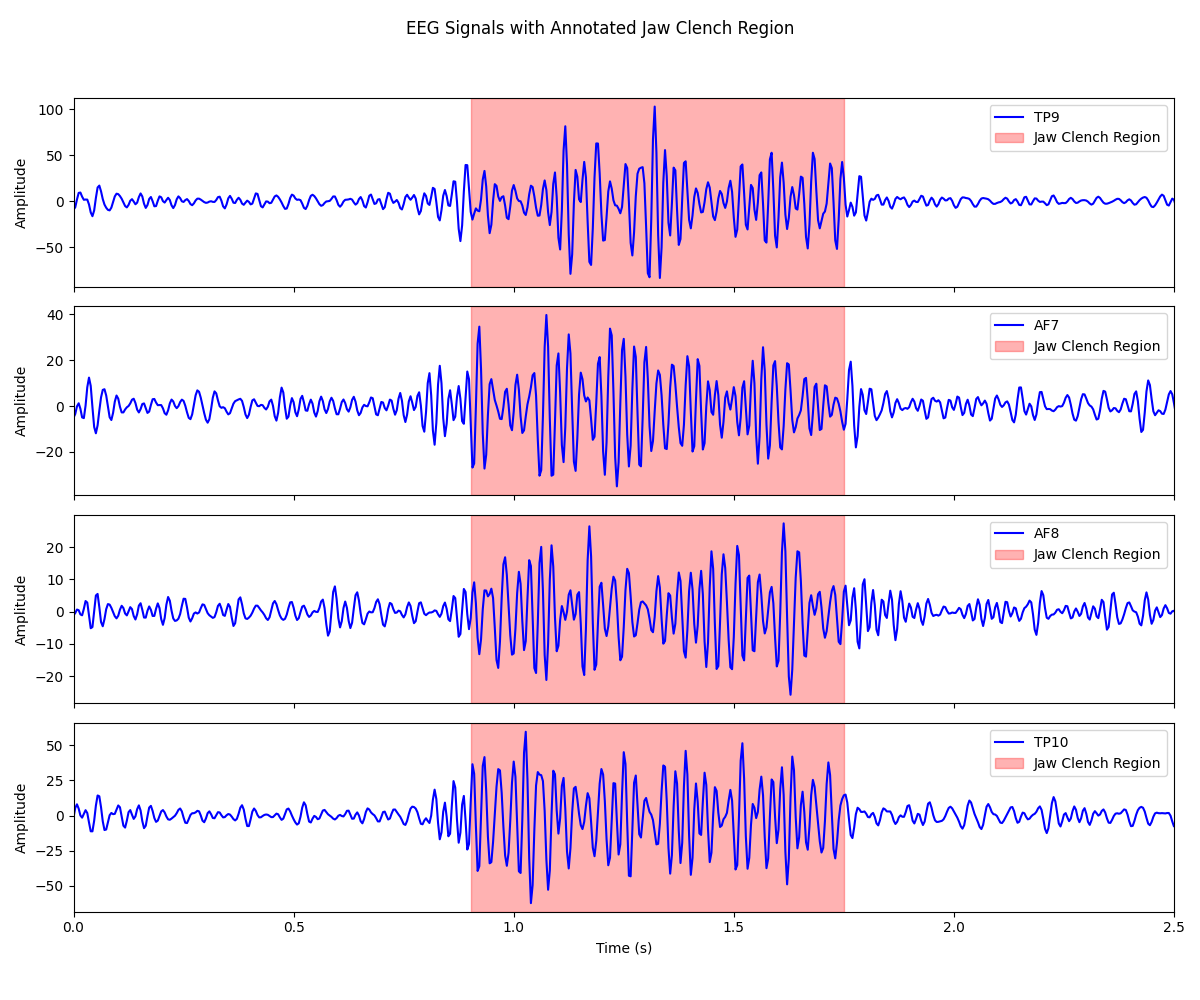 EEG Signals with Annotated Jaw Clench Region
100
50
0
−50
Amplitude
TP9
Jaw Clench Region
40
20
0
−20
Amplitude
AF7
Jaw Clench Region
20
10
0
−10
−20
Amplitude
AF8
Jaw Clench Region
50
25
0
−25
−50
Amplitude
TP10
Jaw Clench Region
0.0 0.5 1.0 1.5 2.0 2.5
Time (s)